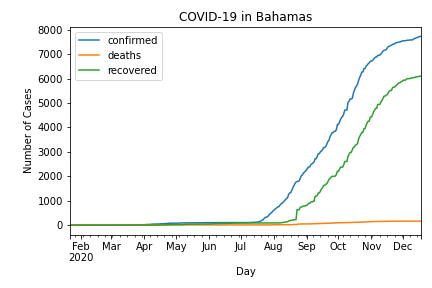 COVID-19 in Bahamas
8000
7000
6000
5000
4000
3000
2000
1000
0
Number of Cases
confirmed
deaths
recovered
Feb Mar Apr May Jun Jul Aug Sep Oct Nov Dec
2020
Day